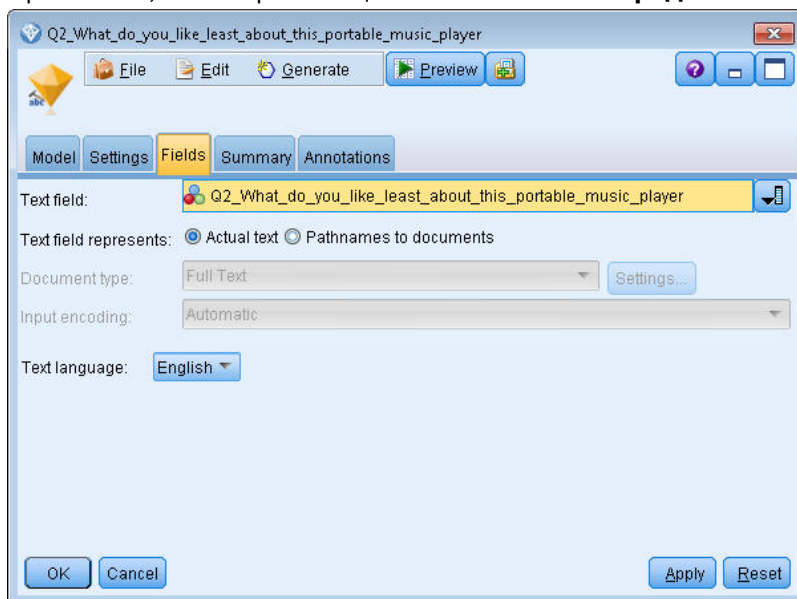 Q2_What_do_you_like_least_about_this_portable_music_player
File Edit Generate Preview
abc
Model Settings Fields Summary Annotations
Text field: Q2_What_do_you_like_least_about_this_portable_music_player
Text field represents: Actual text Pathnames to documents
Document type: Full Text Settings...
Input encoding: Automatic
Text language: English
OK Cancel Apply Reset